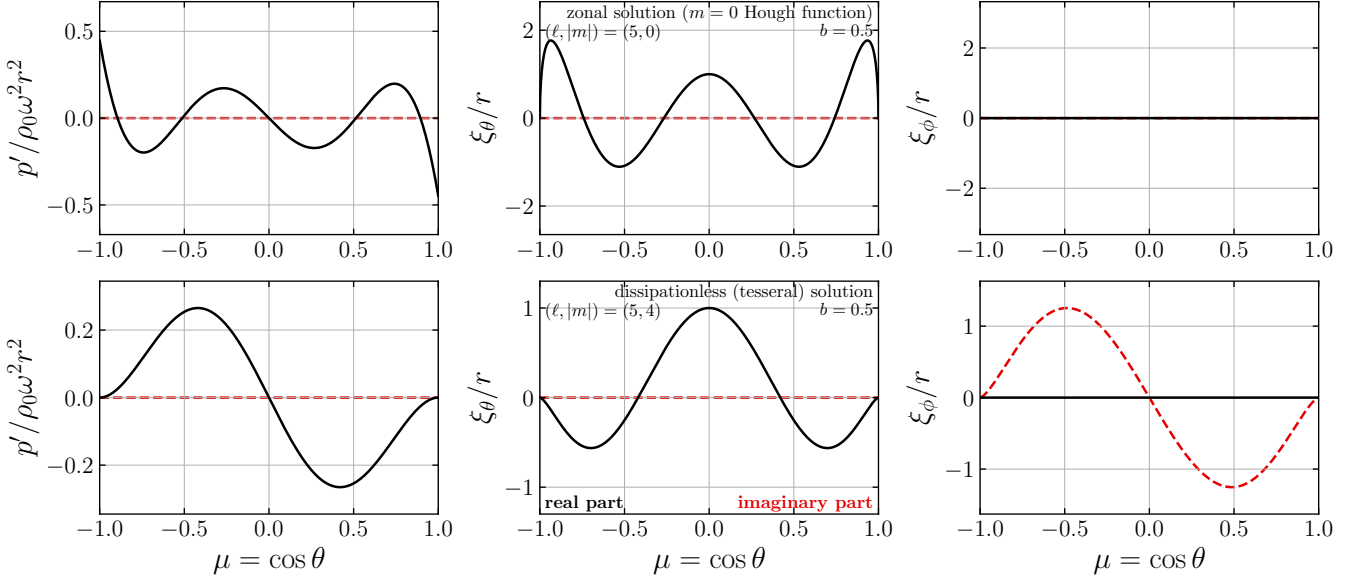 p′/ρ₀ω²r²
0.5
0.0
−0.5
−1.0 −0.5 0.0 0.5 1.0
ξθ/r
2
0
−2
zonal solution (m = 0 Hough function)
(ℓ, |m|) = (5, 0) b = 0.5
−1.0 −0.5 0.0 0.5 1.0
ξϕ/r
2
0
−2
−1.0 −0.5 0.0 0.5 1.0
p′/ρ₀ω²r²
0.2
0.0
−0.2
−1.0 −0.5 0.0 0.5 1.0
μ = cos θ
ξθ/r
1
0
−1
dissipationless (tesseral) solution
(ℓ, |m|) = (5, 4) b = 0.5
real part imaginary part
−1.0 −0.5 0.0 0.5 1.0
μ = cos θ
ξϕ/r
1
0
−1
−1.0 −0.5 0.0 0.5 1.0
μ = cos θ